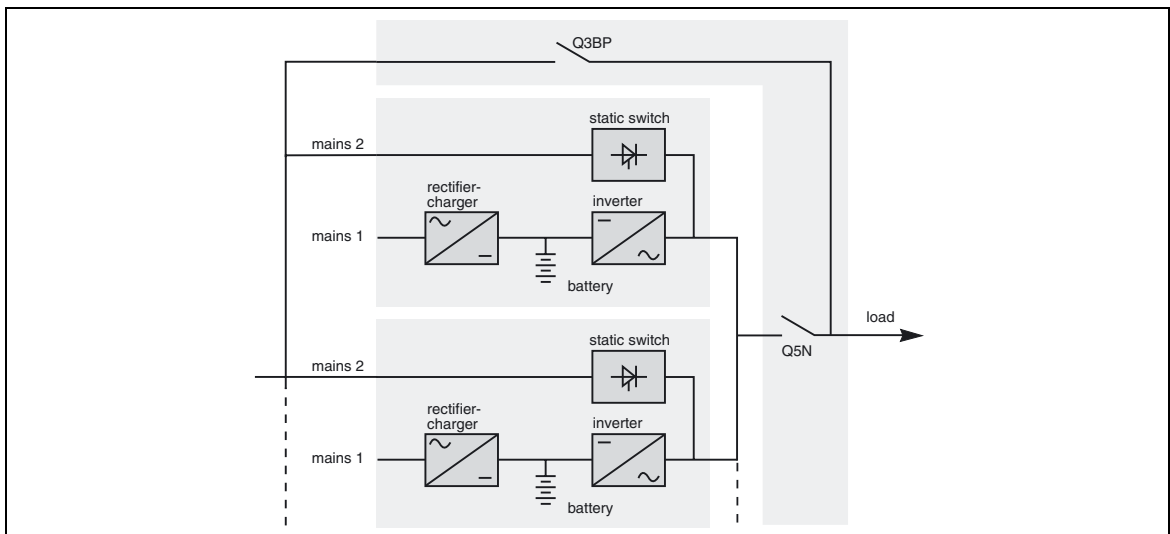 Q3BP
static switch
mains 2
rectifier-
charger
inverter
mains 1
battery
load
Q5N
static switch
mains 2
rectifier-
charger
inverter
mains 1
battery